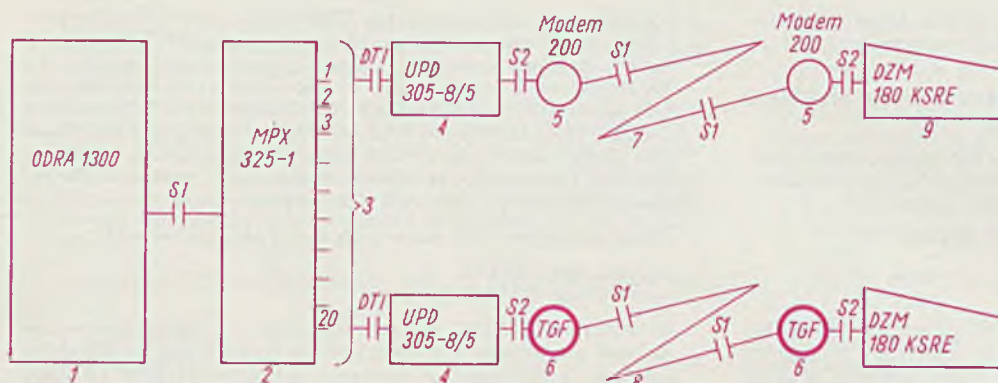 ODRA 1300
1
S1
MPX
325-1
2
1
2
3
20
3
DT1
UPD
305-8/5
4
S2
Modem
200
5
S1
7
S1
Modem
200
5
S2
DZM
180 KSRE
9
DT1
UPD
305-8/5
4
S2
TGF
6
S1
8
S1
TGF
6
S2
DZM
180 KSRE